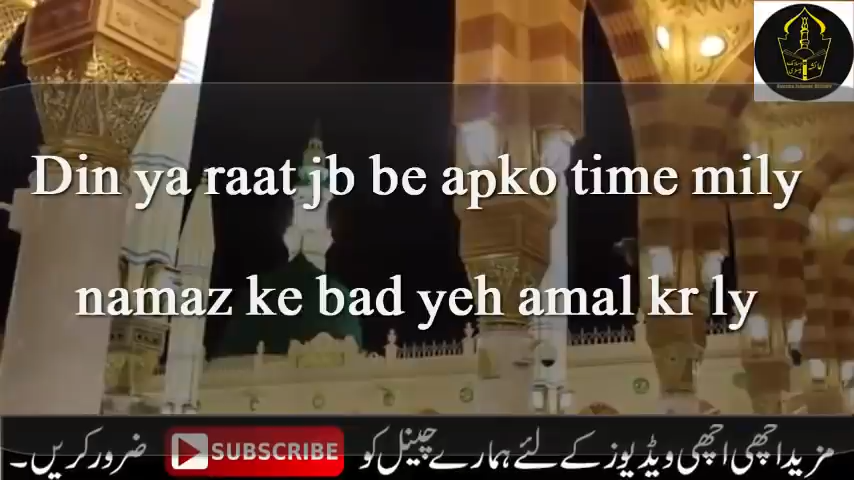 Din ya raat jb be apko time mily
namaz ke bad yeh amal kr ly
مزید اچھی اچھی ویڈیوز کے لئے ہمارے چینل کو SUBSCRIBE ضرور کریں۔